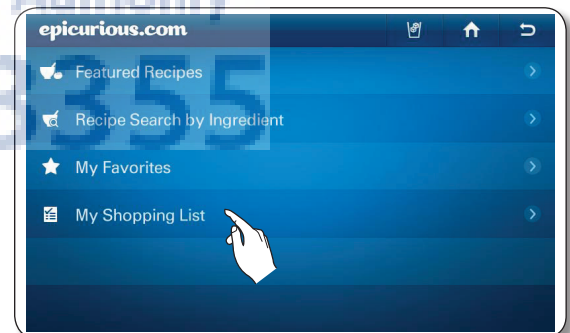 epicurious.com
Featured Recipes
Recipe Search by Ingredient
My Favorites
My Shopping List